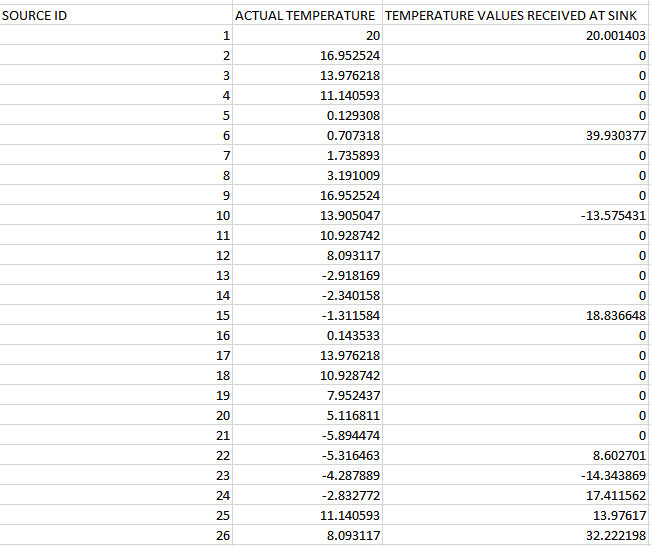 SOURCE ID ACTUAL TEMPERATURE TEMPERATURE VALUES RECEIVED AT SINK
1 20 20.001403
2 16.952524 0
3 13.976218 0
4 11.140593 0
5 0.129308 0
6 0.707318 39.930377
7 1.735893 0
8 3.191009 0
9 16.952524 0
10 13.905047 -13.575431
11 10.928742 0
12 8.093117 0
13 -2.918169 0
14 -2.340158 0
15 -1.311584 18.836648
16 0.143533 0
17 13.976218 0
18 10.928742 0
19 7.952437 0
20 5.116811 0
21 -5.894474 0
22 -5.316463 8.602701
23 -4.287889 -14.343869
24 -2.832772 17.411562
25 11.140593 13.97617
26 8.093117 32.222198